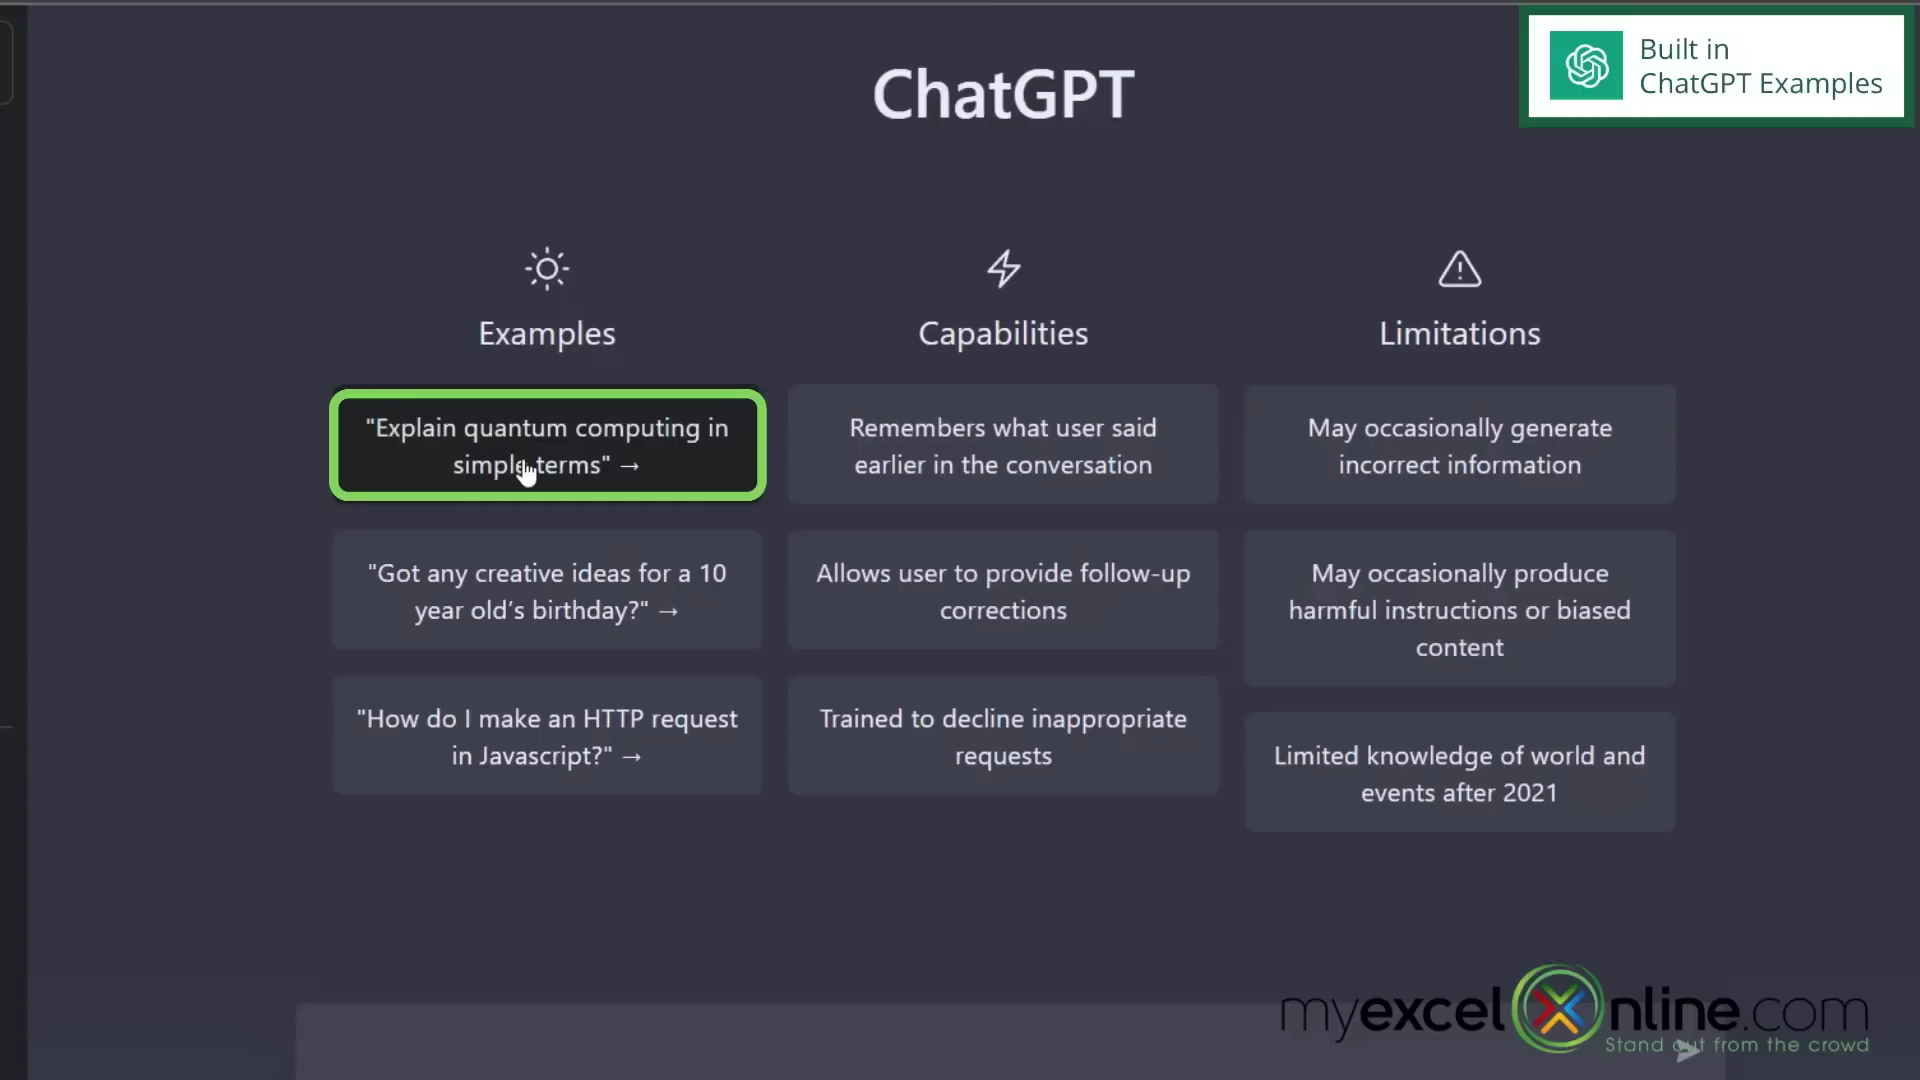 ChatGPT
Built in
ChatGPT Examples
Examples
"Explain quantum computing in
simple terms" →
"Got any creative ideas for a 10
year old’s birthday?" →
"How do I make an HTTP request
in Javascript?" →
Capabilities
Remembers what user said
earlier in the conversation
Allows user to provide follow-up
corrections
Trained to decline inappropriate
requests
Limitations
May occasionally generate
incorrect information
May occasionally produce
harmful instructions or biased
content
Limited knowledge of world and
events after 2021
myexcelOnline.com
Stand out from the crowd